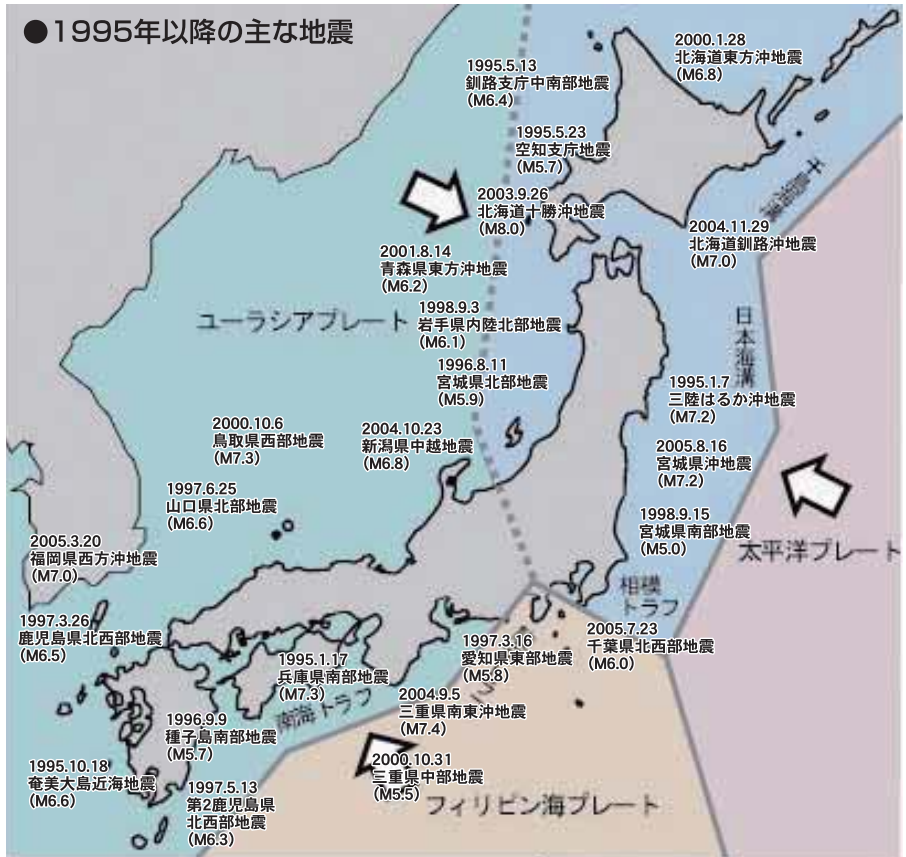 ●1995年以降の主な地震
2000.1.28
北海道東方沖地震
(M6.8)
1995.5.13
釧路支庁中南部地震
(M6.4)
1995.5.23
空知支庁地震
(M5.7)
千島海溝
2003.9.26
北海道十勝沖地震
(M8.0)
2004.11.29
北海道釧路沖地震
(M7.0)
2001.8.14
青森県東方沖地震
(M6.2)
1998.9.3
岩手県内陸北部地震
(M6.1)
ユーラシアプレート
日本海溝
1996.8.11
宮城県北部地震
(M5.9)
1995.1.7
三陸はるか沖地震
(M7.2)
2000.10.6
鳥取県西部地震
(M7.3)
2004.10.23
新潟県中越地震
(M6.8)
2005.8.16
宮城県沖地震
(M7.2)
1997.6.25
山口県北部地震
(M6.6)
1998.9.15
宮城県南部地震
(M5.0)
2005.3.20
福岡県西方沖地震
(M7.0)
太平洋プレート
相模
トラフ
1997.3.26
鹿児島県北西部地震
(M6.5)
2005.7.23
千葉県北西部地震
(M6.0)
1997.3.16
愛知県東部地震
(M5.8)
1995.1.17
兵庫県南部地震
(M7.3)
2004.9.5
三重県南東沖地震
(M7.4)
南海トラフ
1996.9.9
種子島南部地震
(M5.7)
1995.10.18
奄美大島近海地震
(M6.6)
2000.10.31
三重県中部地震
(M5.5)
1997.5.13
第2鹿児島県
北西部地震
(M6.3)
フィリピン海プレート